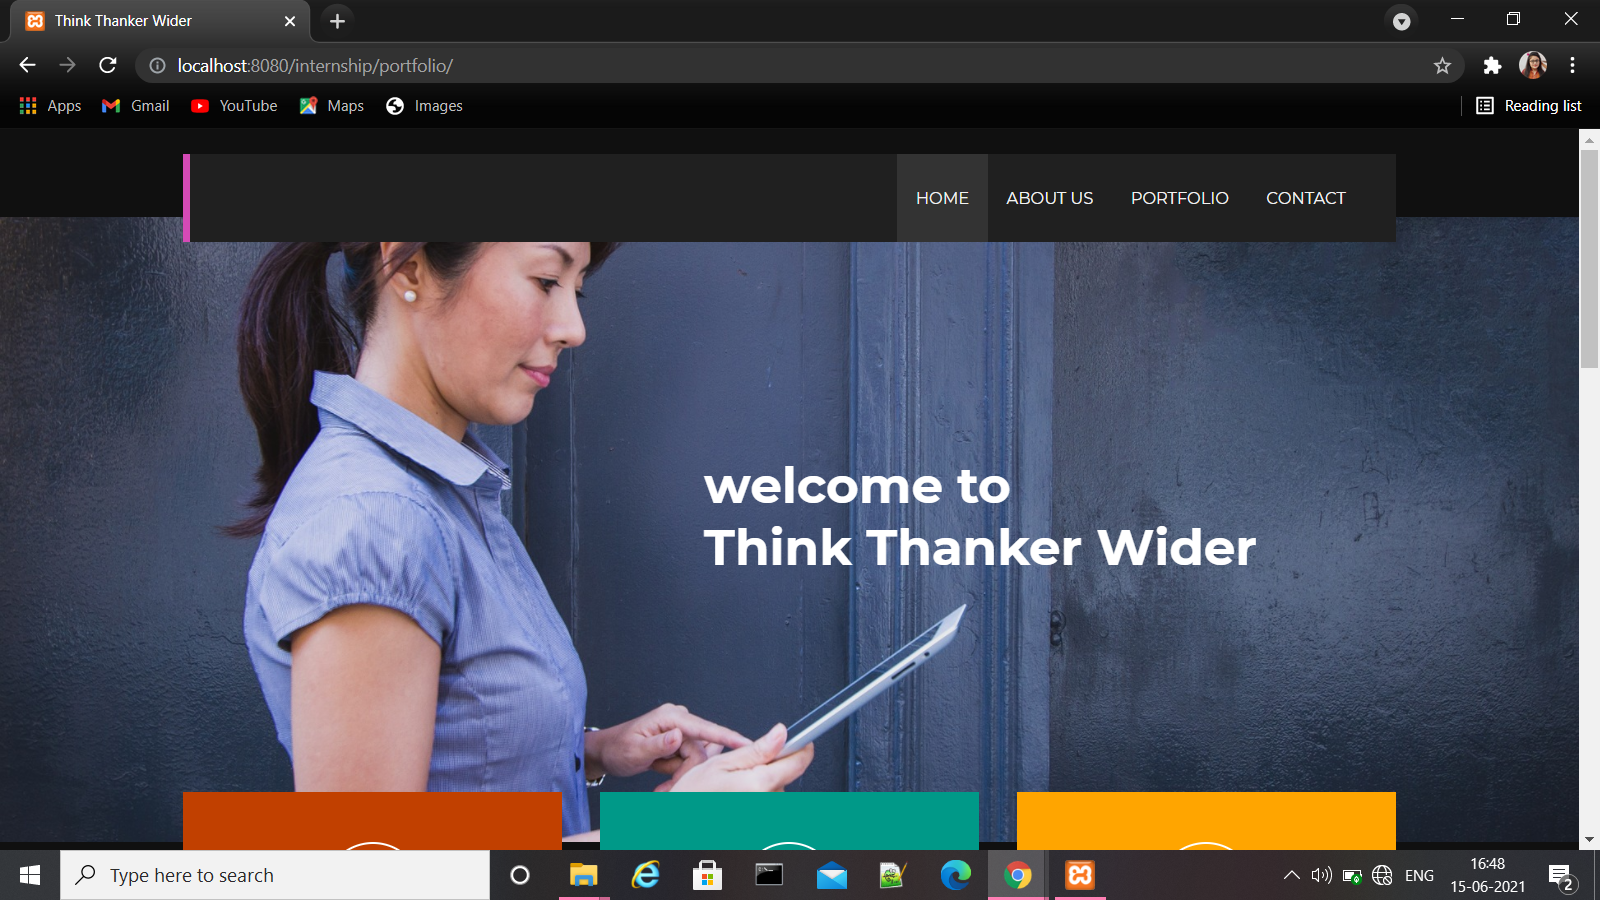 Think Thanker Wider
localhost:8080/internship/portfolio/
Apps Gmail YouTube Maps Images Reading list
HOME ABOUT US PORTFOLIO CONTACT
welcome to
Think Thanker Wider
Type here to search
ENG
16:48
15-06-2021
2